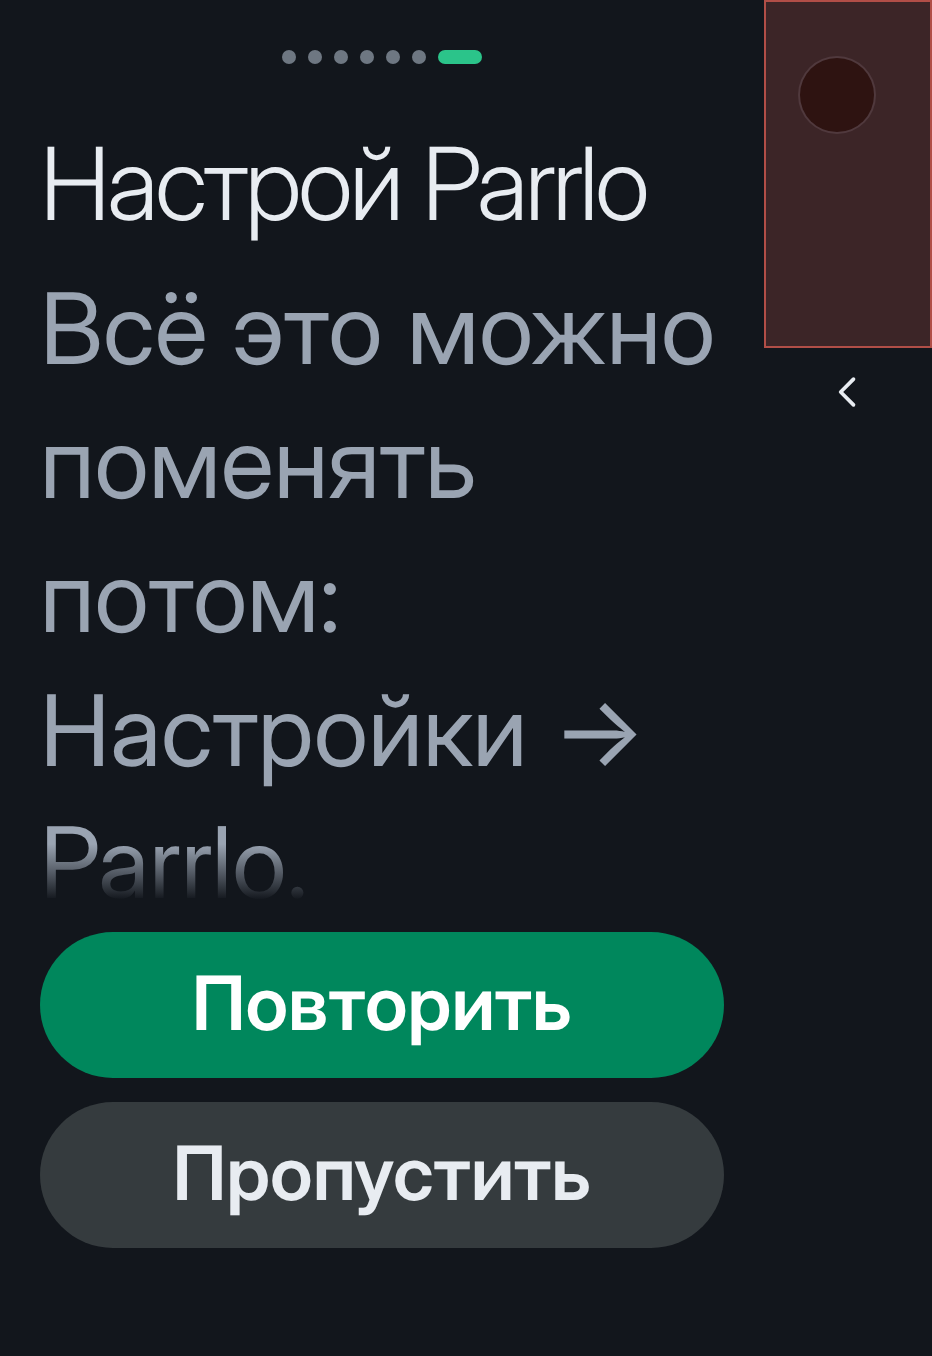 Настрой Parrlo
Всё это можно
поменять
потом:
Настройки →
Parrlo.
Повторить
Пропустить